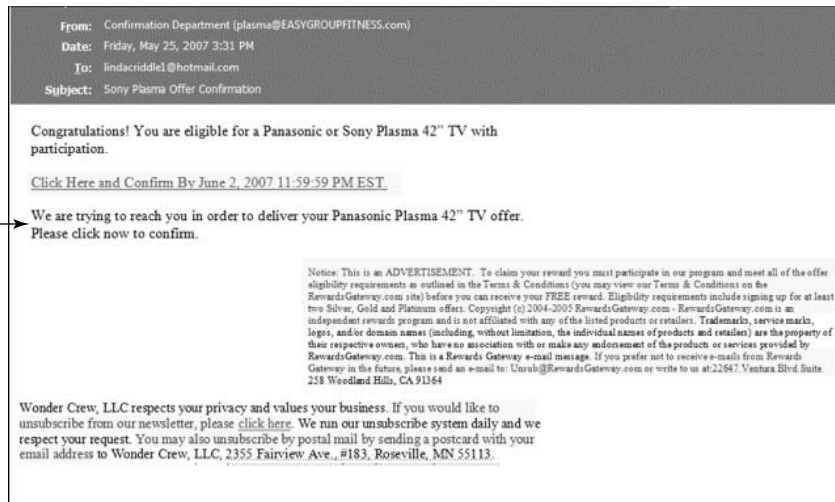 From: Confirmation Department (plasma@EASYGROUPFITNESS.com)
Date: Friday, May 25, 2007 3:31 PM
To: lindacriddle1@hotmail.com
Subject: Sony Plasma Offer Confirmation
Congratulations! You are eligible for a Panasonic or Sony Plasma 42" TV with
participation.
Click Here and Confirm By June 2, 2007 11:59:59 PM EST.
We are trying to reach you in order to deliver your Panasonic Plasma 42" TV offer.
Please click now to confirm.
Notice: This is an ADVERTISEMENT. To claim your reward you must participate in our program and meet all of the offer
eligibility requirements as outlined in the Terms & Conditions (you may view our Terms & Conditions on the
RewardsGateway.com site) before you can receive your FREE reward. Eligibility requirements include signing up for at least
two Silver, Gold and Platinum offers. Copyright (c) 2004-2005 RewardsGateway.com - RewardsGateway.com is an
independent rewards program and is not affiliated with any of the listed products or retailers. Trademarks, service marks,
logos, and/or domain names (including, without limitation, the individual names of products and retailers) are the property of
their respective owners, who have no association with or make any endorsement of the products or services provided by
RewardsGateway.com. This is a Rewards Gateway e-mail message. If you prefer not to receive e-mails from Rewards
Gateway in the future, please send an e-mail to: Unsub@RewardsGateway.com or write to us at:22647 Ventura Blvd Suite.
258 Woodland Hills, CA 91364
Wonder Crew, LLC respects your privacy and values your business. If you would like to
unsubscribe from our newsletter, please click here. We run our unsubscribe system daily and we
respect your request. You may also unsubscribe by postal mail by sending a postcard with your
email address to Wonder Crew, LLC, 2355 Fairview Ave., #183, Roseville, MN 55113.